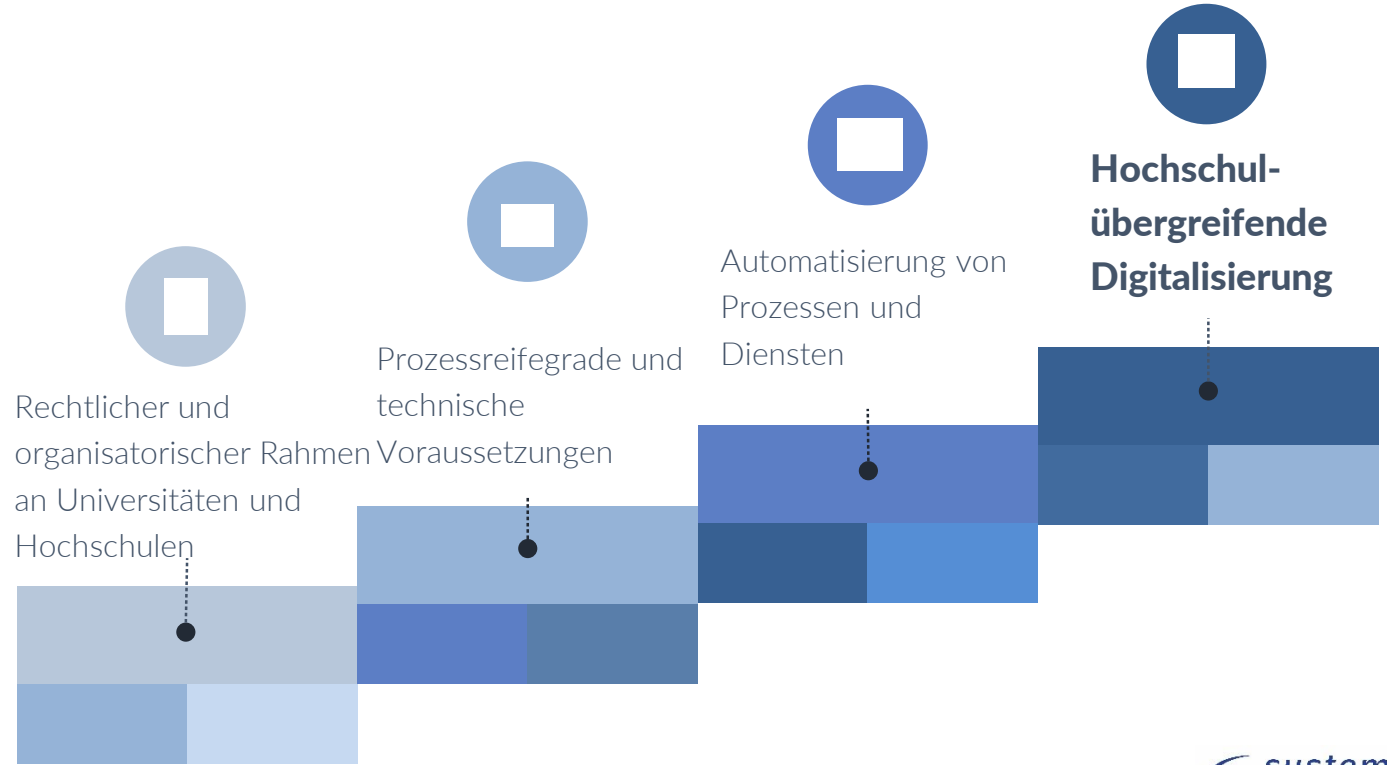 Rechtlicher und
organisatorischer Rahmen
an Universitäten und
Hochschulen
Prozessreifegrade und
technische
Voraussetzungen
Automatisierung von
Prozessen und
Diensten
Hochschul-
übergreifende
Digitalisierung